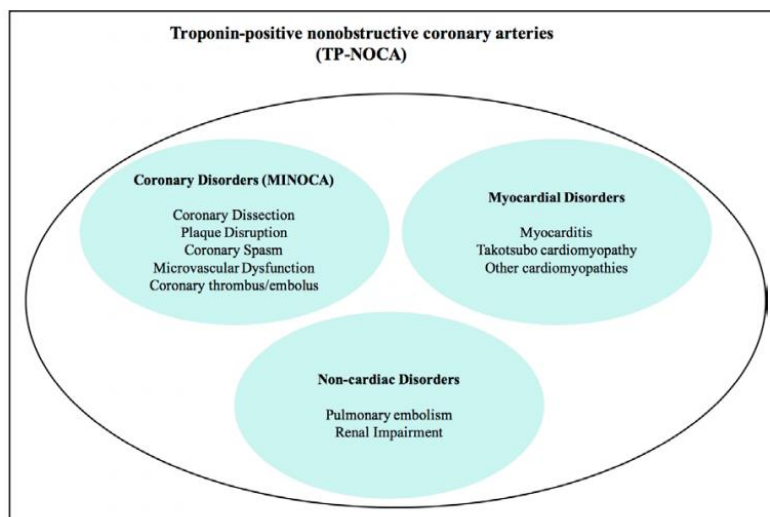 Troponin-positive nonobstructive coronary arteries
(TP-NOCA)
Coronary Disorders (MINOCA)
Coronary Dissection
Plaque Disruption
Coronary Spasm
Microvascular Dysfunction
Coronary thrombus/embolus
Myocardial Disorders
Myocarditis
Takotsubo cardiomyopathy
Other cardiomyopathies
Non-cardiac Disorders
Pulmonary embolism
Renal Impairment